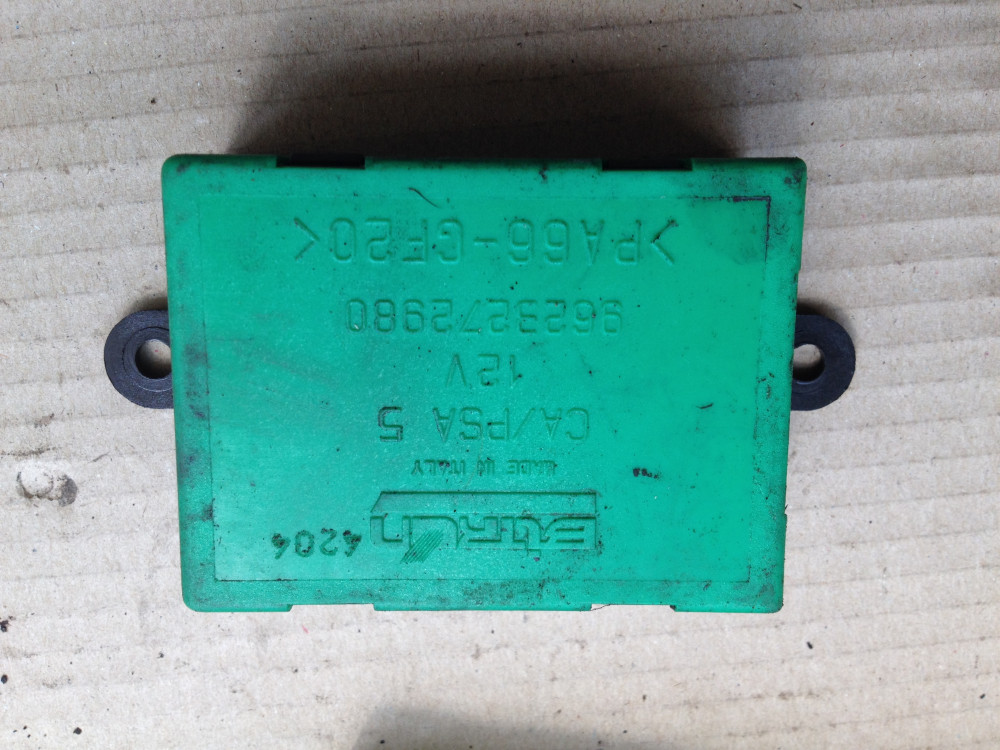 BITRON 4204
MADE IN ITALY
CA/PSA 5
12V
9623272980
>PA66-GF20<